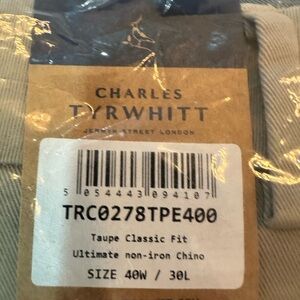 CHARLES
TYRWHITT
JERMYN STREET LONDON
5 054443 094107
TRC0278TPE400
Taupe Classic Fit
Ultimate non-iron Chino
SIZE 40W / 30L